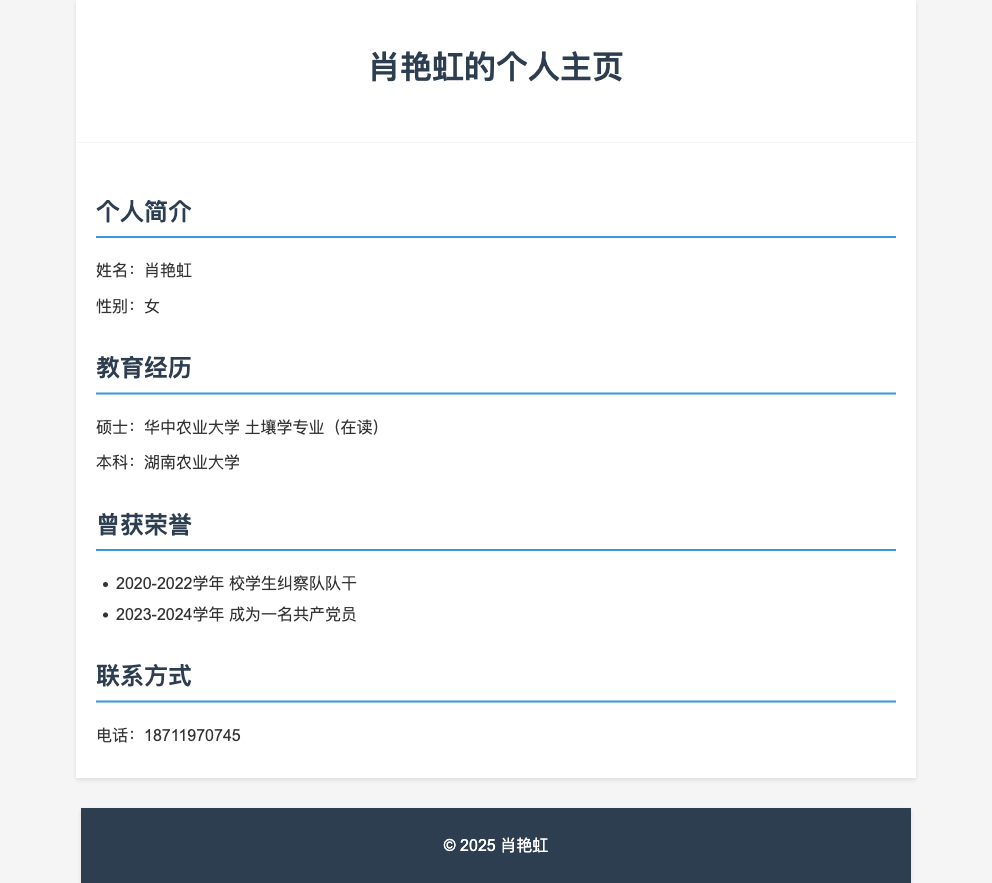 肖艳虹的个人主页
个人简介
姓名：肖艳虹
性别：女
教育经历
硕士：华中农业大学 土壤学专业（在读）
本科：湖南农业大学
曾获荣誉
• 2020-2022学年 校学生纠察队队干
• 2023-2024学年 成为一名共产党员
联系方式
电话：18711970745
© 2025 肖艳虹